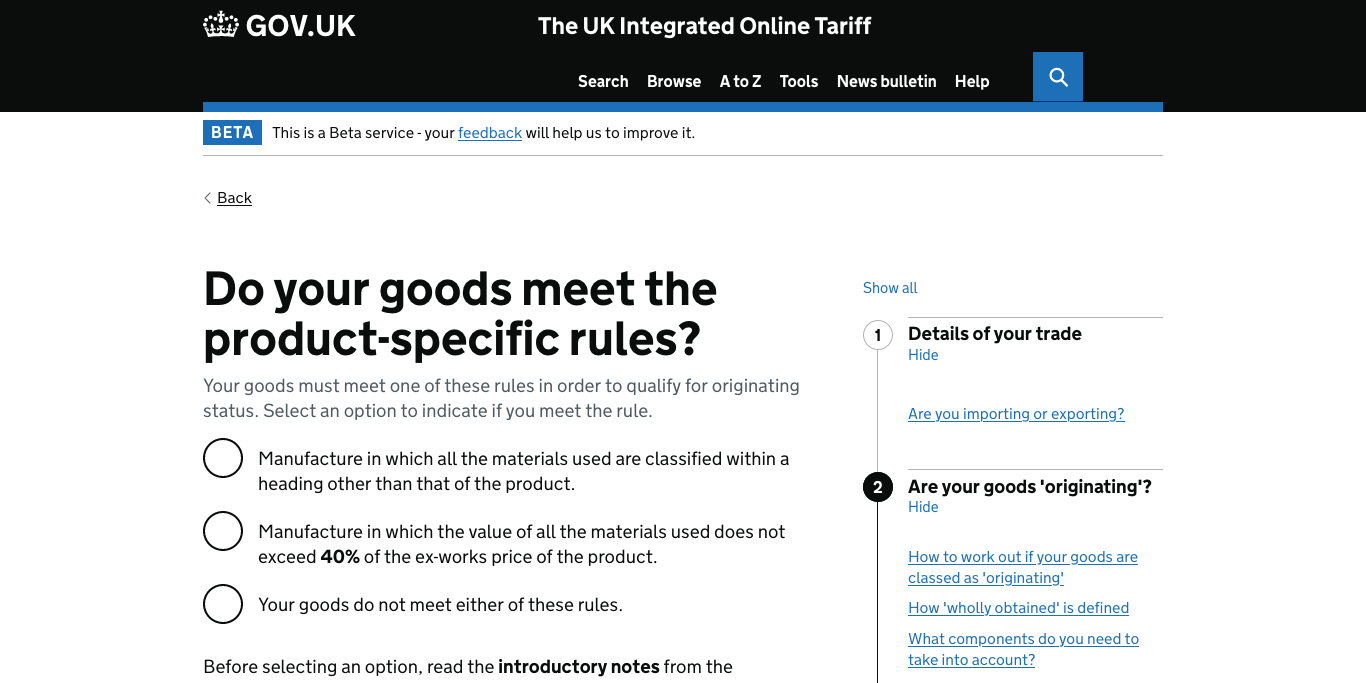 GOV.UK
The UK Integrated Online Tariff
Search Browse A to Z Tools News bulletin Help
BETA This is a Beta service - your feedback will help us to improve it.
Back
Do your goods meet the
product-specific rules?
Your goods must meet one of these rules in order to qualify for originating
status. Select an option to indicate if you meet the rule.
Manufacture in which all the materials used are classified within a
heading other than that of the product.
Manufacture in which the value of all the materials used does not
exceed 40% of the ex-works price of the product.
Your goods do not meet either of these rules.
Before selecting an option, read the introductory notes from the
Show all
1 Details of your trade
Hide
Are you importing or exporting?
2 Are your goods 'originating'?
Hide
How to work out if your goods are
classed as 'originating'
How 'wholly obtained' is defined
What components do you need to
take into account?